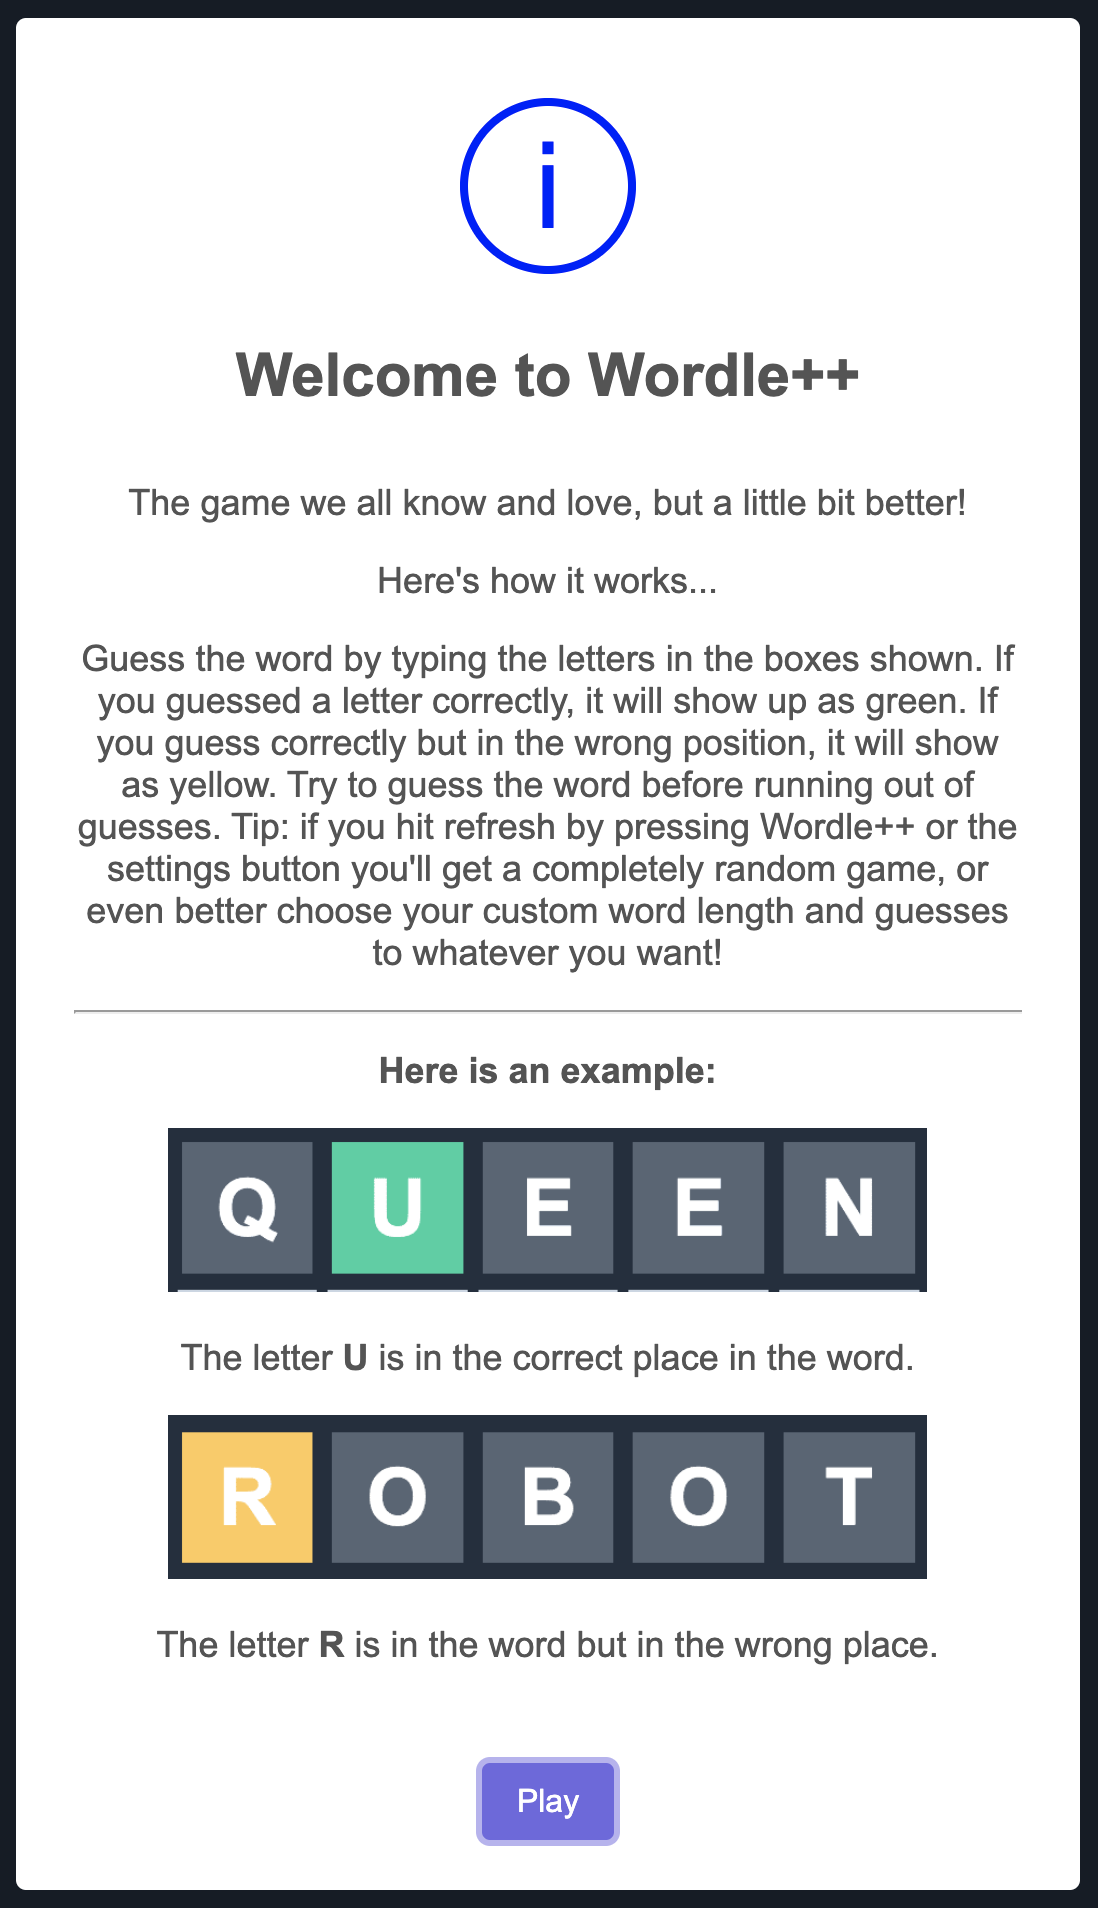 i
Welcome to Wordle++
The game we all know and love, but a little bit better!
Here's how it works...
Guess the word by typing the letters in the boxes shown. If
you guessed a letter correctly, it will show up as green. If
you guess correctly but in the wrong position, it will show
as yellow. Try to guess the word before running out of
guesses. Tip: if you hit refresh by pressing Wordle++ or the
settings button you'll get a completely random game, or
even better choose your custom word length and guesses
to whatever you want!
Here is an example:
Q U E E N
The letter U is in the correct place in the word.
R O B O T
The letter R is in the word but in the wrong place.
Play